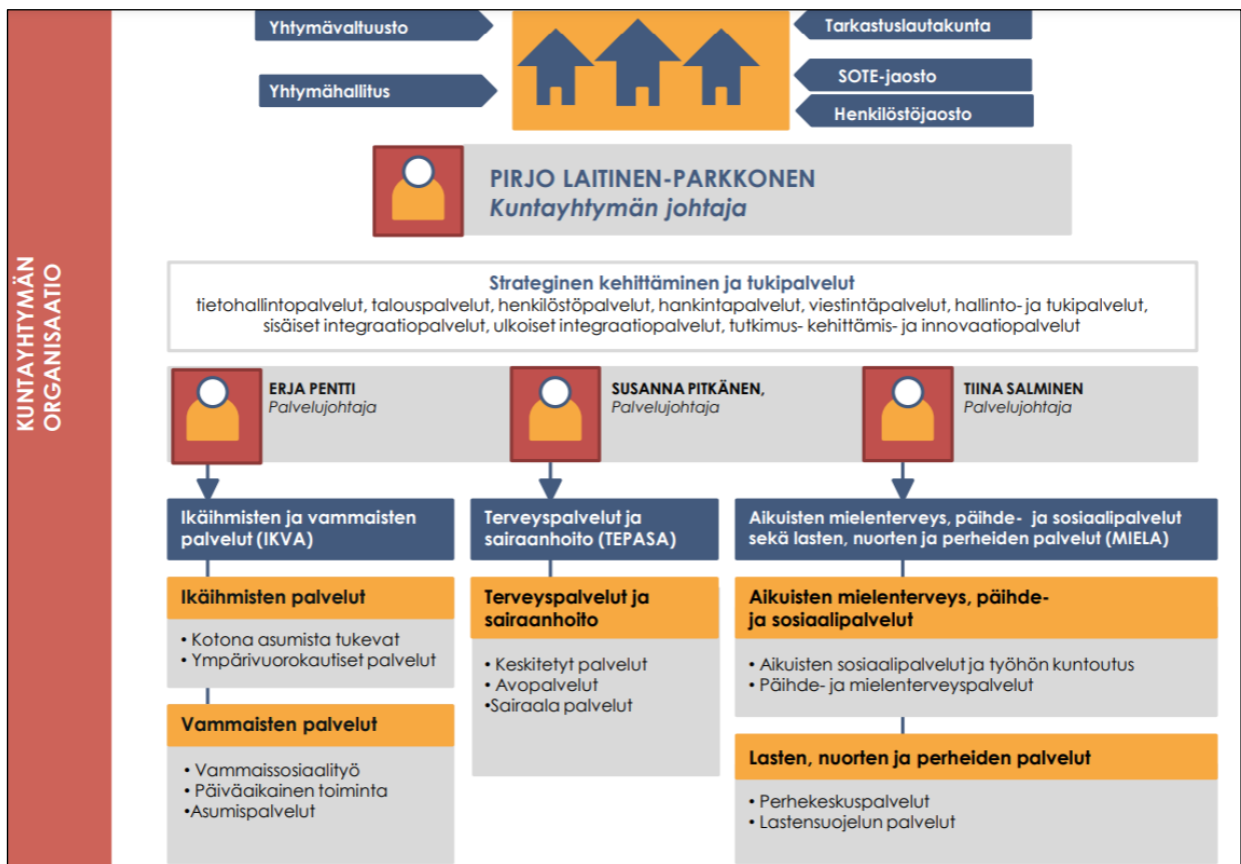 Yhtymävaltuusto
Tarkastuslautakunta
Yhtymähallitus
SOTE-jaosto
Henkilöstöjaosto
PIRJO LAITINEN-PARKKONEN
Kuntayhtymän johtaja
KUNTAYHTYMÄN
ORGANISAATIO
Strateginen kehittäminen ja tukipalvelut
tietohallintopalvelut, talouspalvelut, henkilöstöpalvelut, hankintapalvelut, viestintäpalvelut, hallinto- ja tukipalvelut,
sisäiset integraatiopalvelut, ulkoiset integraatiopalvelut, tutkimus- kehittämis- ja innovaatiopalvelut
ERJA PENTTI
Palvelujohtaja
SUSANNA PITKÄNEN,
Palvelujohtaja
TIINA SALMINEN
Palvelujohtaja
Ikäihmisten ja vammaisten
palvelut (IKVA)
Ikäihmisten palvelut
• Kotona asumista tukevat
• Ympärivuorokautiset palvelut
Vammaisten palvelut
• Vammaissosiaalityö
• Päiväaikainen toiminta
•Asumispalvelut
Terveyspalvelut ja
sairaanhoito (TEPASA)
Terveyspalvelut ja
sairaanhoito
• Keskitetyt palvelut
• Avopalvelut
•Sairaala palvelut
Aikuisten mielenterveys, päihde- ja sosiaalipalvelut
sekä lasten, nuorten ja perheiden palvelut (MIELA)
Aikuisten mielenterveys, päihde-
ja sosiaalipalvelut
• Aikuisten sosiaalipalvelut ja työhön kuntoutus
• Päihde- ja mielenterveyspalvelut
Lasten, nuorten ja perheiden palvelut
• Perhekeskuspalvelut
• Lastensuojelun palvelut